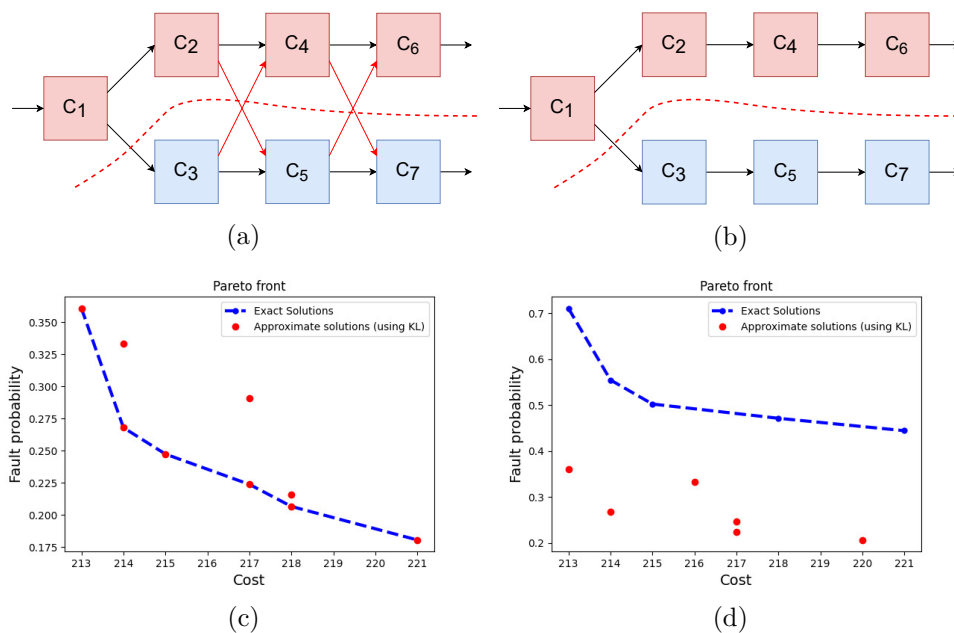 C2 C4 C6
C1
C3 C5 C7
(a)
C2 C4 C6
C1
C3 C5 C7
(b)
Pareto front
Exact Solutions
Approximate solutions (using KL)
0.350
0.325
0.300
0.275
0.250
0.225
0.200
0.175
Fault probability
213 214 215 216 217 218 219 220 221
Cost
(c)
Pareto front
Exact Solutions
Approximate solutions (using KL)
0.7
0.6
0.5
0.4
0.3
0.2
Fault probability
213 214 215 216 217 218 219 220 221
Cost
(d)